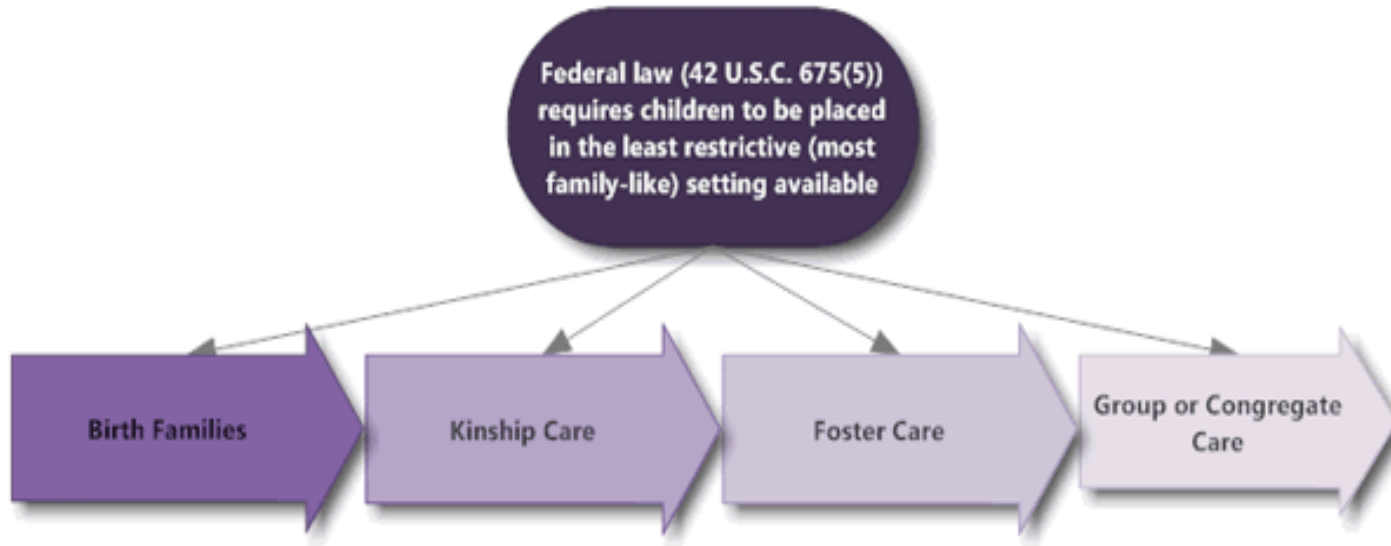 Federal law (42 U.S.C. 675(5))
requires children to be placed
in the least restrictive (most
family-like) setting available
Birth Families
Kinship Care
Foster Care
Group or Congregate
Care